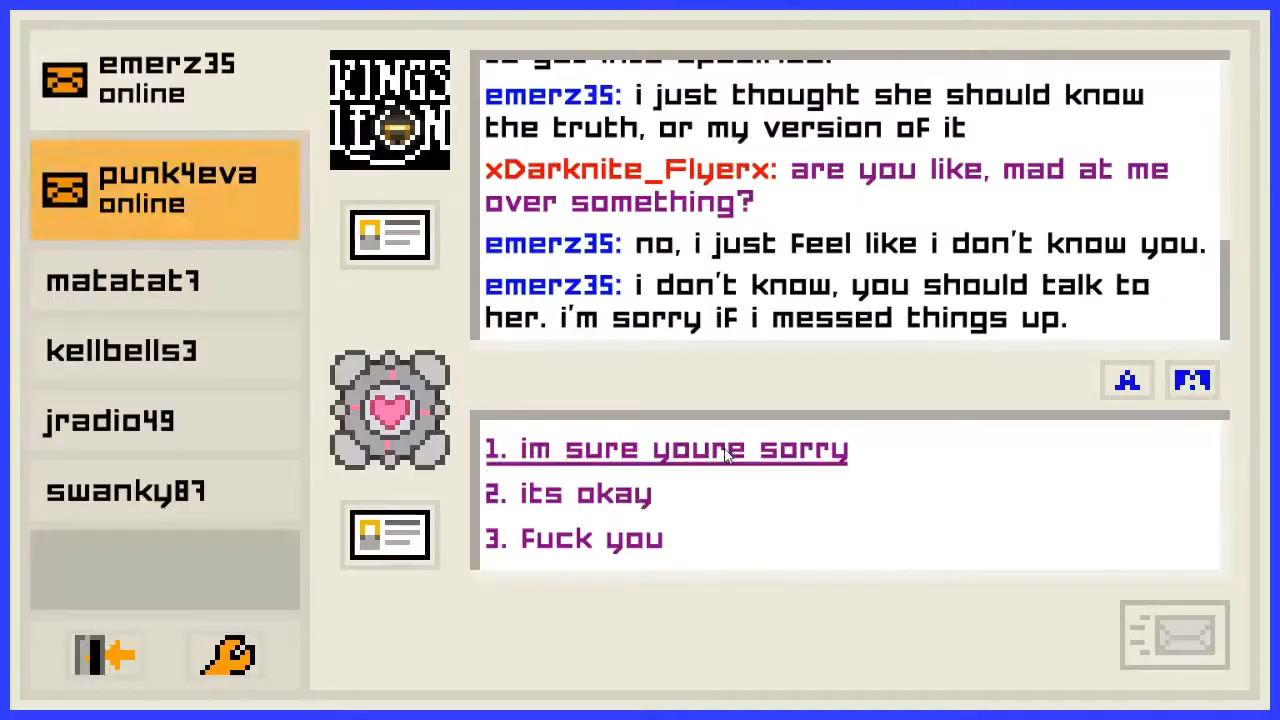 emerz35
online
punk4eva
online
matatat7
kellbells3
jradio49
swanky87
KINGS
emerz35: i just thought she should know
the truth, or my version of it
xDarknite_Flyerx: are you like, mad at me
over something?
emerz35: no, i just feel like i don't know you.
emerz35: i don't know, you should talk to
her. i'm sorry if i messed things up.
A
1. im sure youre sorry
2. its okay
3. Fuck you